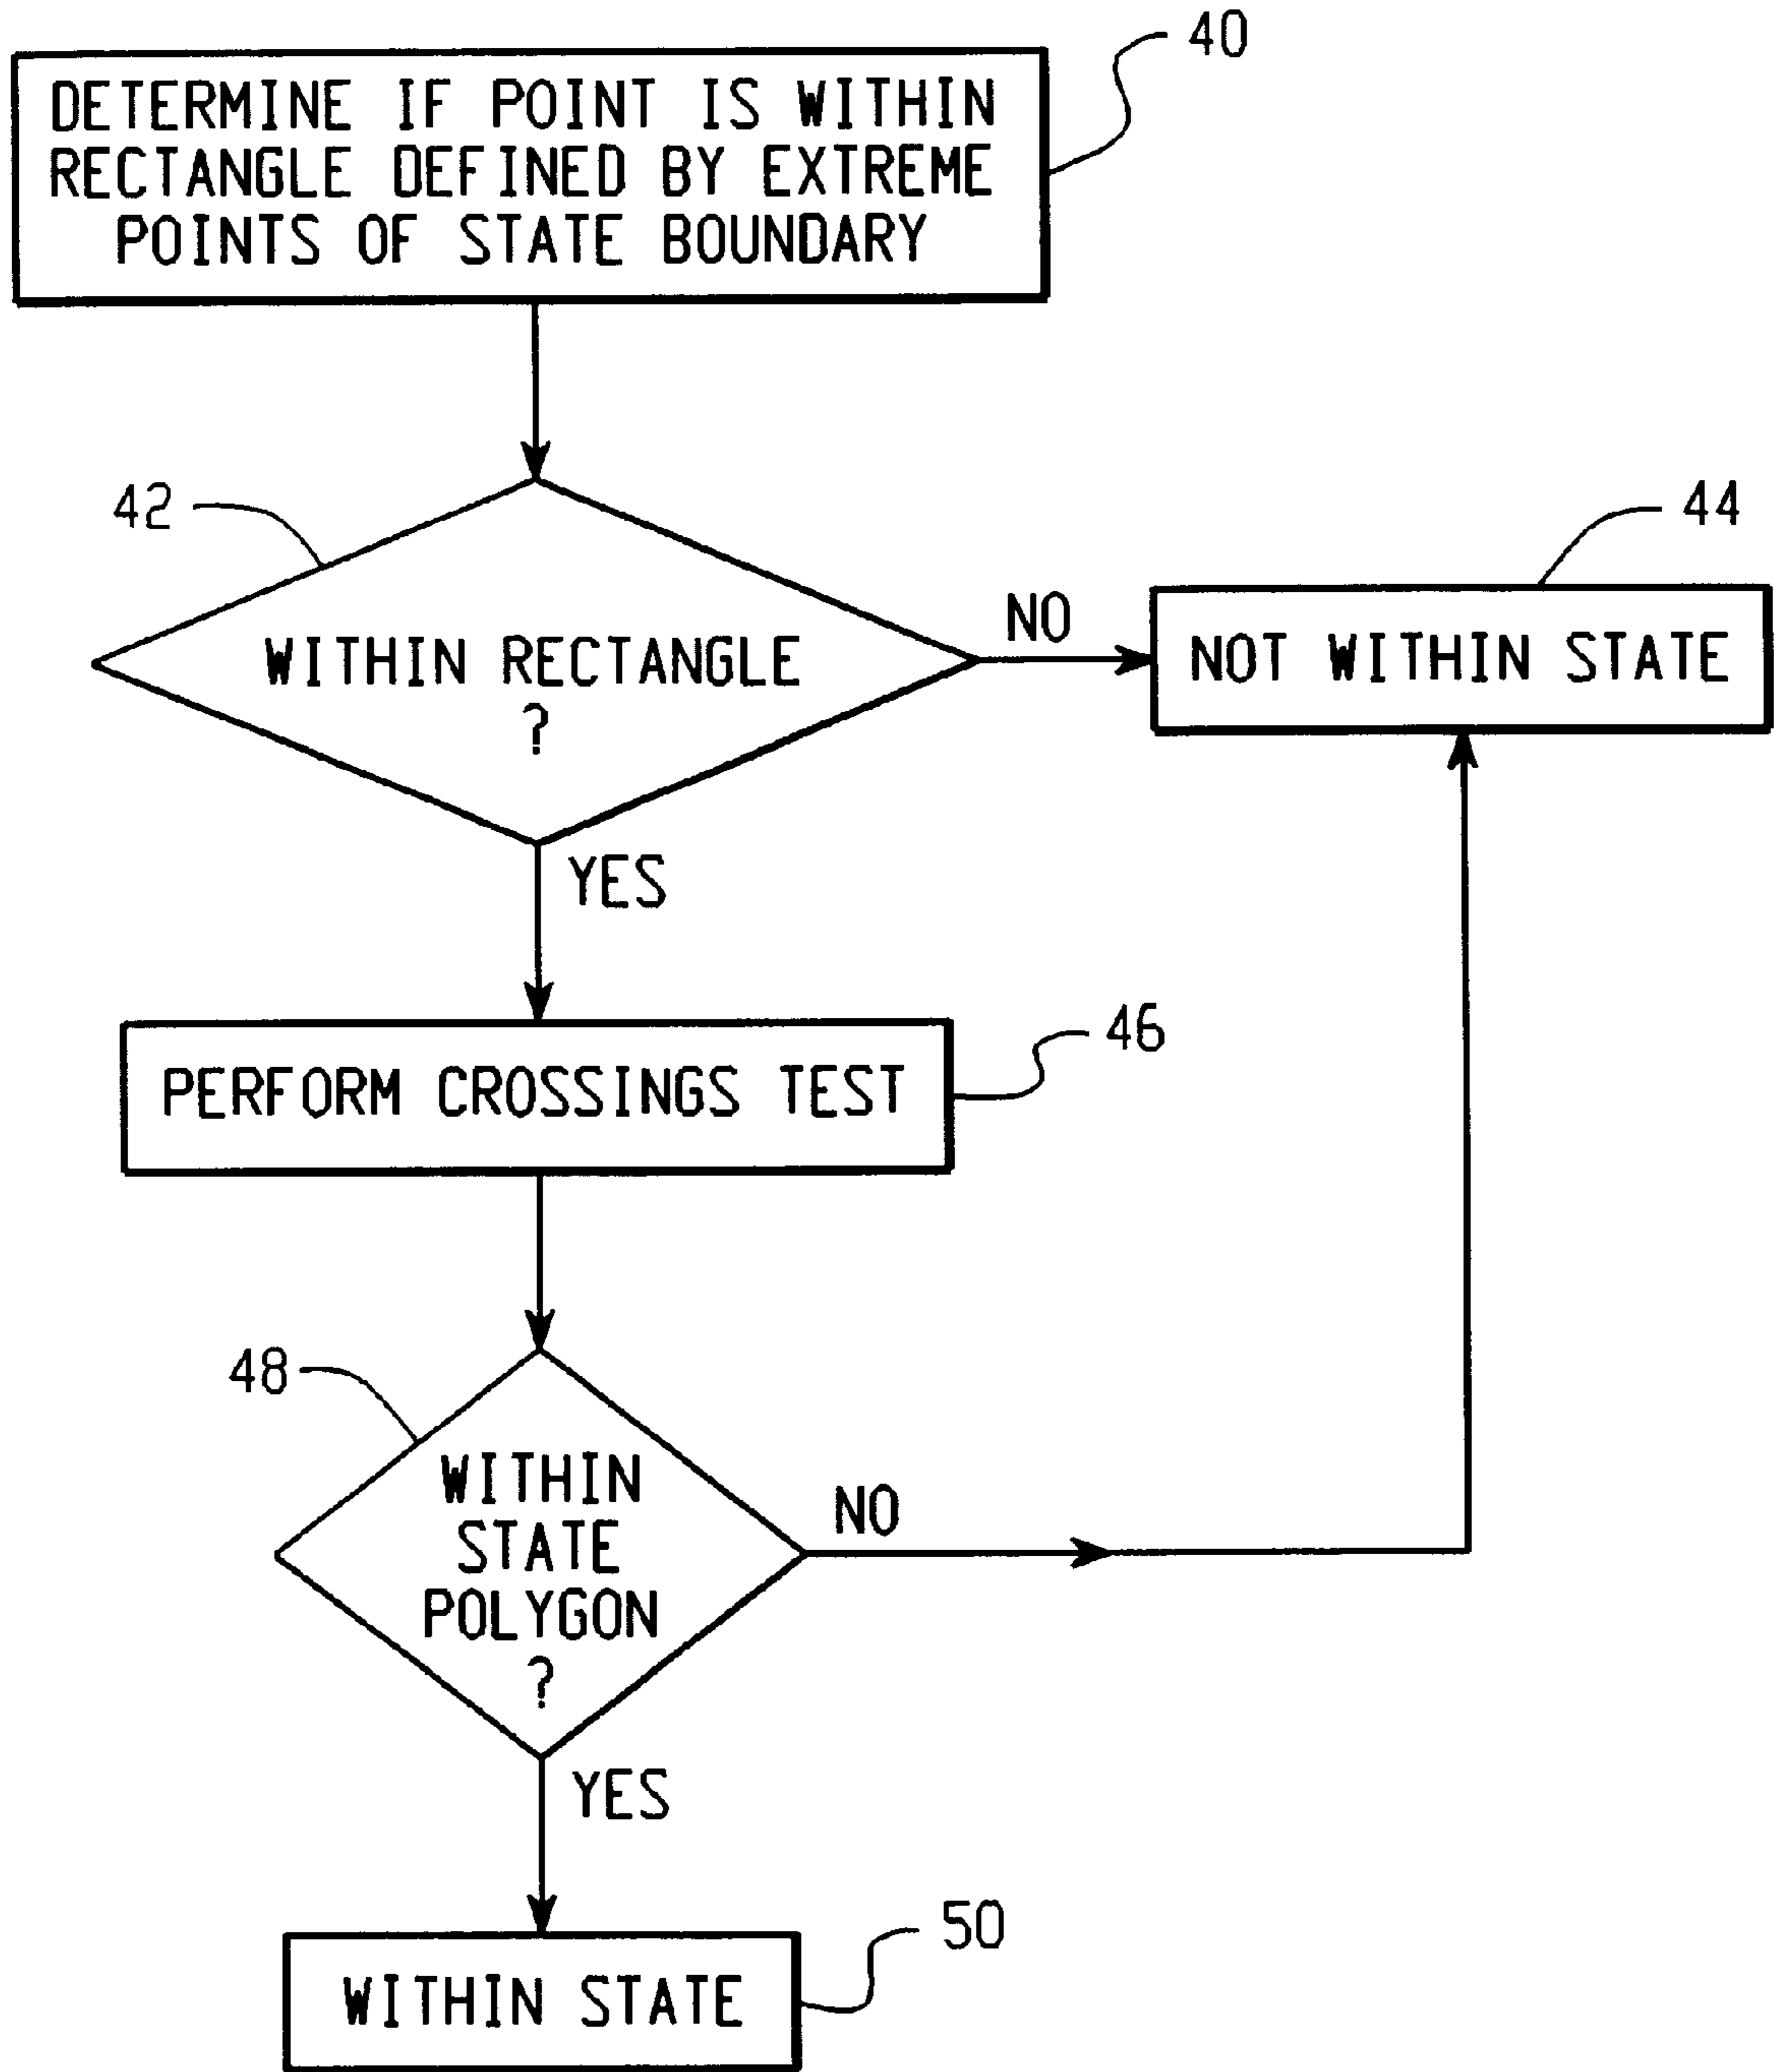 40
DETERMINE IF POINT IS WITHIN
RECTANGLE DEFINED BY EXTREME
POINTS OF STATE BOUNDARY
42
WITHIN RECTANGLE
?
NO
44
NOT WITHIN STATE
YES
46
PERFORM CROSSINGS TEST
48
WITHIN
STATE
POLYGON
?
NO
YES
50
WITHIN STATE